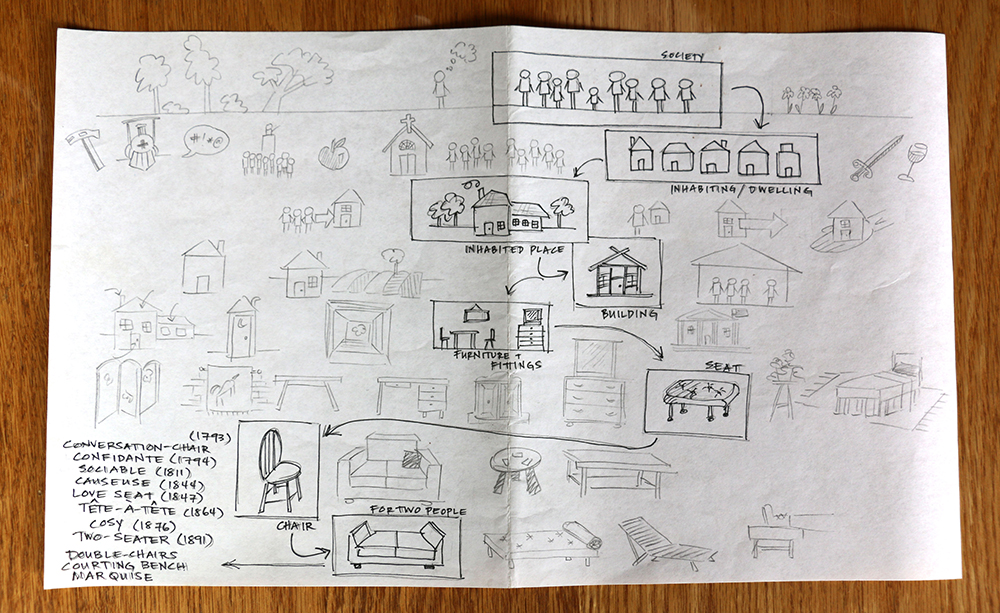 SOCIETY
#!@
INHABITING/DWELLING
INHABITED PLACE
BUILDING
FURNITURE +
FITTINGS
SEAT
(1793)
CONVERSATION-CHAIR
CONFIDANTE (1794)
SOCIABLE (1811)
CAUSEUSE (1844)
LOVE SEAT (1847)
TÊTE-À-TÊTE (1864)
COSY (1876)
TWO-SEATER (1891)
DOUBLE-CHAIRS
COURTING BENCH
MARQUISE
CHAIR
FOR TWO PEOPLE